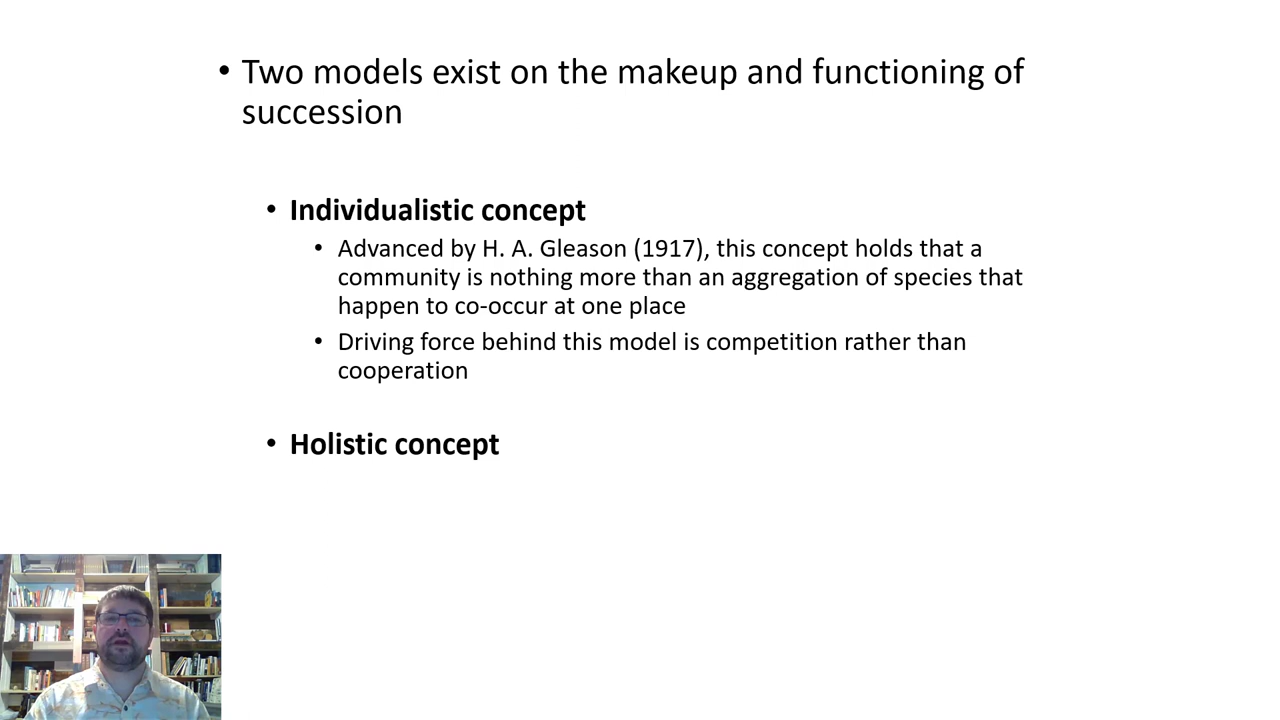 • Two models exist on the makeup and functioning of
succession
• Individualistic concept
• Advanced by H. A. Gleason (1917), this concept holds that a
community is nothing more than an aggregation of species that
happen to co-occur at one place
• Driving force behind this model is competition rather than
cooperation
• Holistic concept